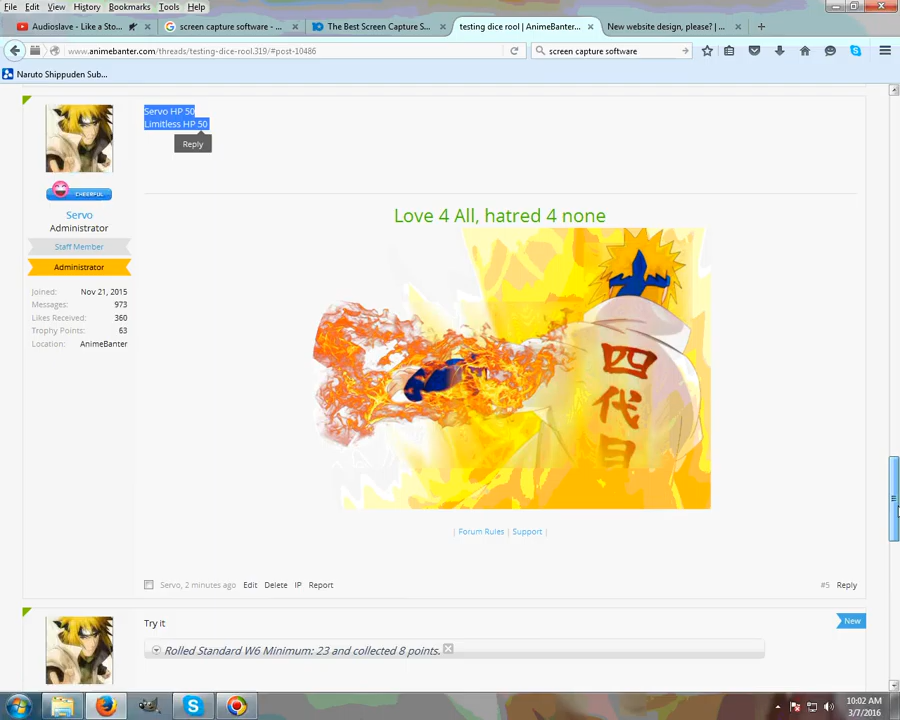 File Edit View History Bookmarks Tools Help
Audioslave - Like a Sto...
screen capture software - ...
The Best Screen Capture S...
testing dice rool | AnimeBanter...
New website design, please? | ...
www.animebanter.com/threads/testing-dice-rool.319/#post-10486
screen capture software
Naruto Shippuden Sub...
Servo HP 50
Limitless HP 50
Reply
CHEERFUL
Servo
Administrator
Staff Member
Administrator
Joined: Nov 21, 2015
Messages: 973
Likes Received: 360
Trophy Points: 63
Location: AnimeBanter
Love 4 All, hatred 4 none
四
代
目
| Forum Rules | Support |
Servo, 2 minutes ago Edit Delete IP Report #5 Reply
Try it
New
Rolled Standard W6 Minimum: 23 and collected 8 points.
10:02 AM
3/7/2016